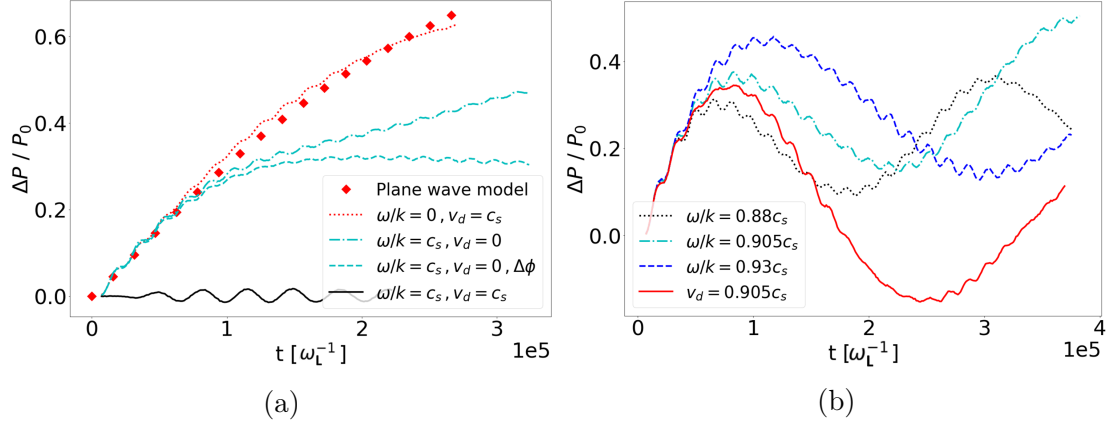 0.6
0.4
0.2
0.0
ΔP / P₀
Plane wave model
ω/k = 0 , v_d = c_s
ω/k = c_s , v_d = 0
ω/k = c_s , v_d = 0 , Δϕ
ω/k = c_s , v_d = c_s
0 1 2 3
1e5
t [ω_L⁻¹]
(a)
0.4
0.2
0.0
ΔP / P₀
ω/k = 0.88c_s
ω/k = 0.905c_s
ω/k = 0.93c_s
v_d = 0.905c_s
0 1 2 3 4
1e5
t [ω_L⁻¹]
(b)